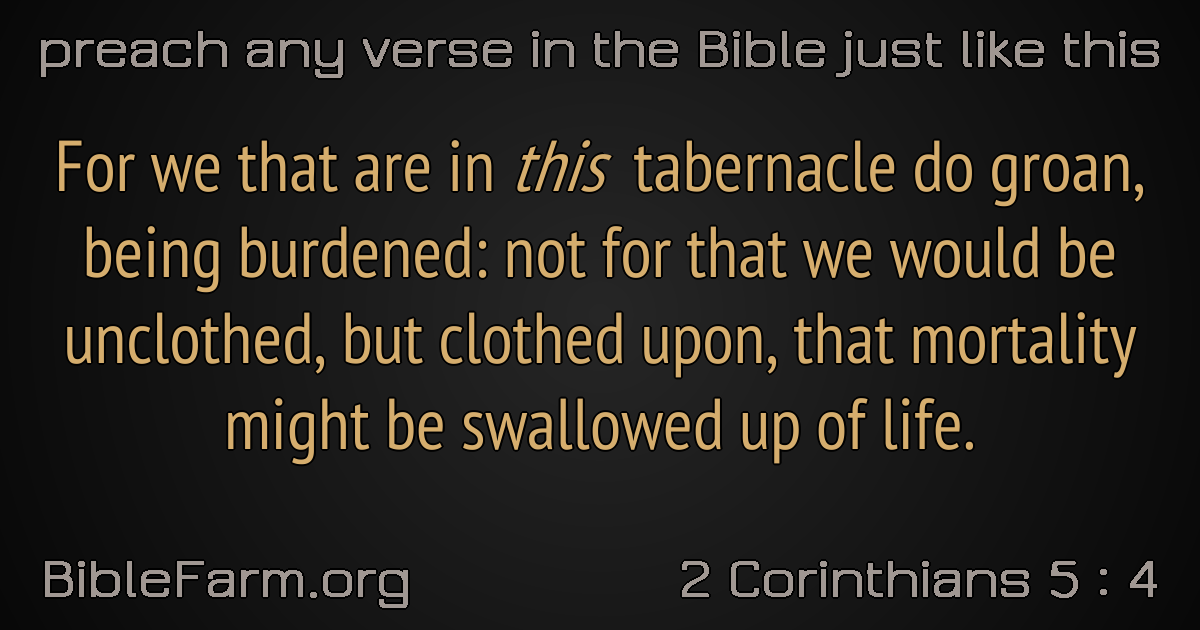 preach any verse in the Bible just like this
For we that are in this tabernacle do groan,
being burdened: not for that we would be
unclothed, but clothed upon, that mortality
might be swallowed up of life.
BibleFarm.org
2 Corinthians 5 : 4